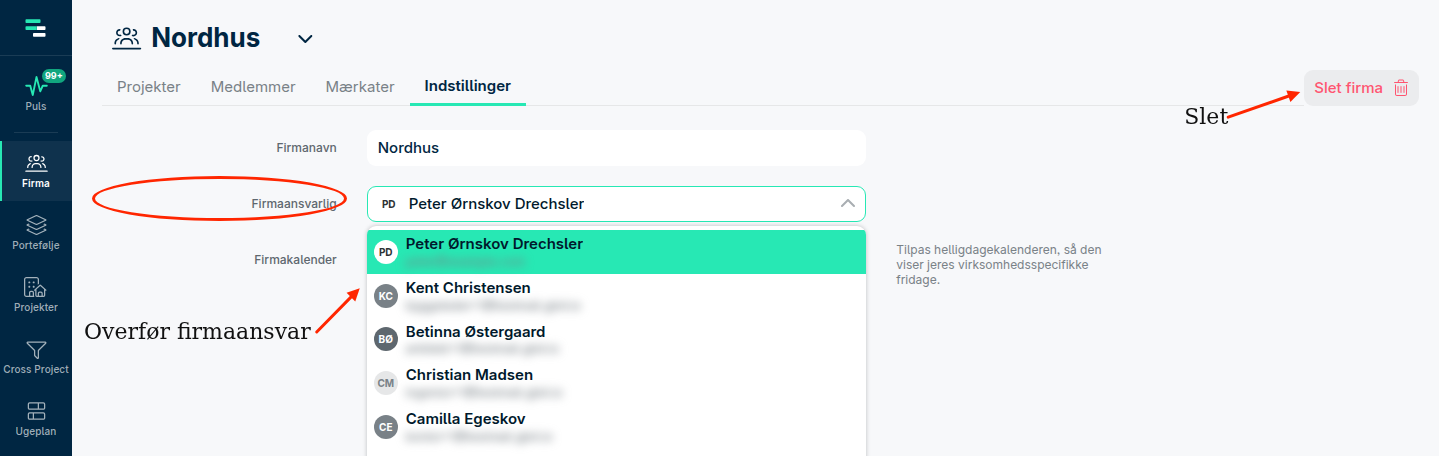 Nordhus
99+
Puls
Projekter Medlemmer Mærkater Indstillinger
Slet firma
Slet
Firmanavn
Nordhus
Firma
Firmaansvarlig
PD Peter Ørnskov Drechsler
Portefølje
Firmakalender
PD Peter Ørnskov Drechsler
Tilpas helligdagekalenderen, så den
viser jeres virksomhedsspecifikke
fridage.
KC Kent Christensen
Projekter
Overfør firmaansvar
BØ Betinna Østergaard
Cross Project
CM Christian Madsen
CE Camilla Egeskov
Ugeplan